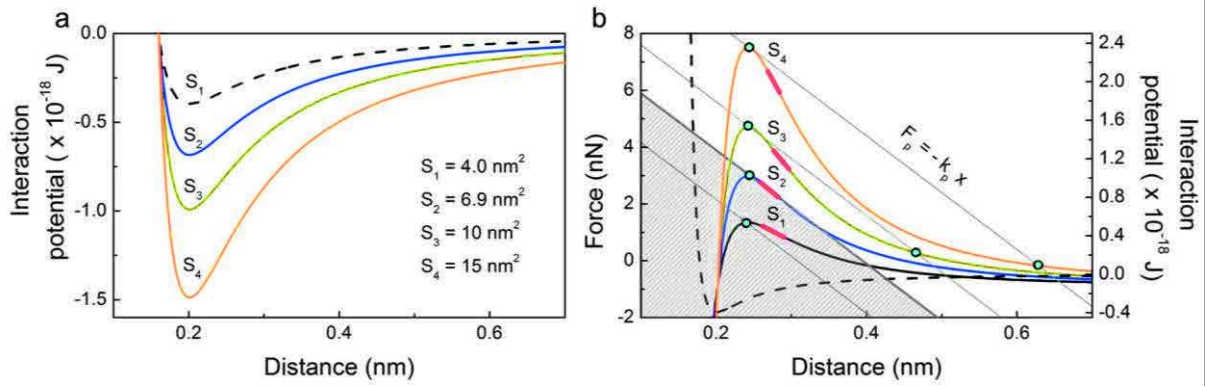 a
Interaction
potential ( x 10⁻¹⁸ J)
0.0
-0.5
-1.0
-1.5
S₁
S₂
S₃
S₄
S₁ = 4.0 nm²
S₂ = 6.9 nm²
S₃ = 10 nm²
S₄ = 15 nm²
0.2
0.4
0.6
Distance (nm)
b
Force (nN)
8
6
4
2
0
-2
S₄
S₃
S₂
S₁
Fₚ = -kₚ x
2.4
2.0
1.6
1.2
0.8
0.4
0.0
-0.4
Interaction
potential ( x 10⁻¹⁸ J)
0.2
0.4
0.6
Distance (nm)